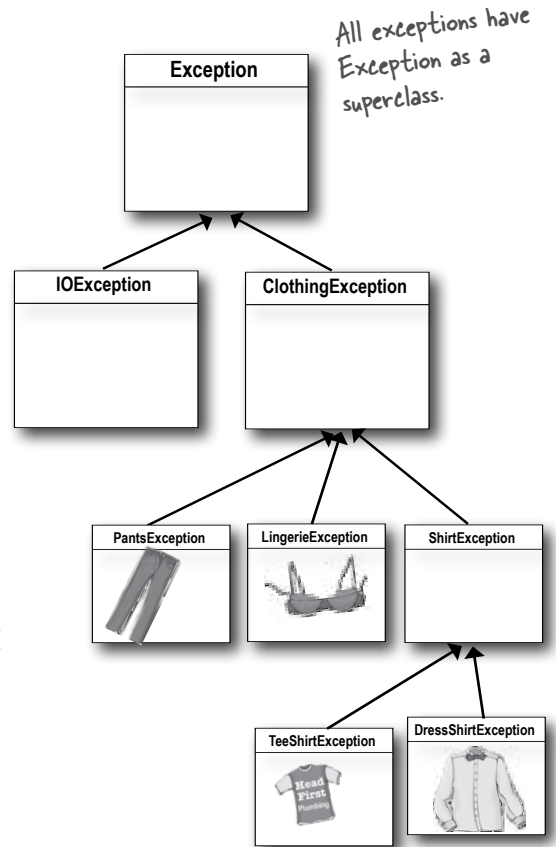 All exceptions have
Exception as a
superclass.
Exception
IOException
ClothingException
PantsException
LingerieException
ShirtException
TeeShirtException
Head
First
Plumbing
DressShirtException